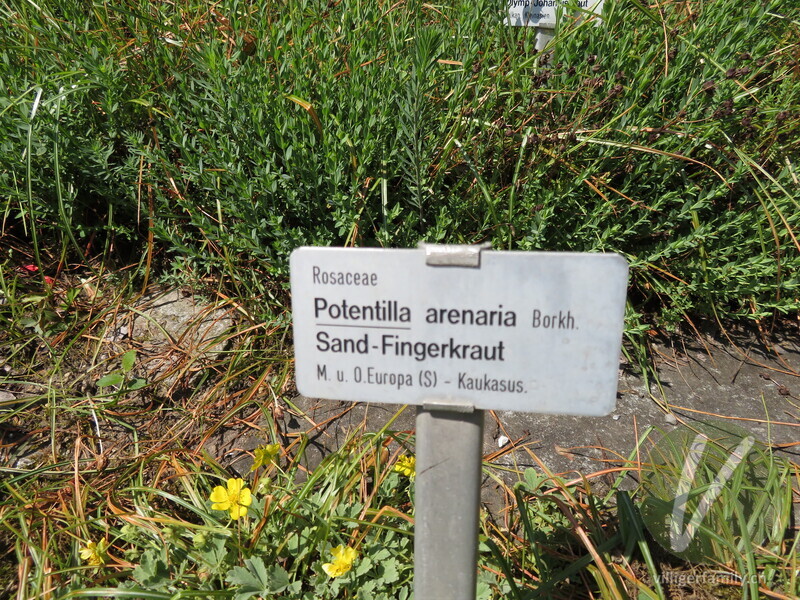 Rosaceae
Potentilla arenaria Borkh.
Sand-Fingerkraut
M. u. O.Europa (S) - Kaukasus.
© villigerfamily.ch